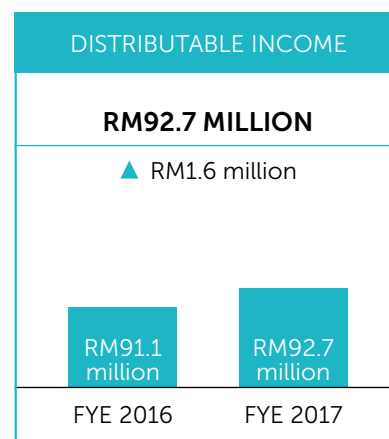 DISTRIBUTABLE INCOME
RM92.7 MILLION
▲ RM1.6 million
RM91.1
million
RM92.7
million
FYE 2016
FYE 2017